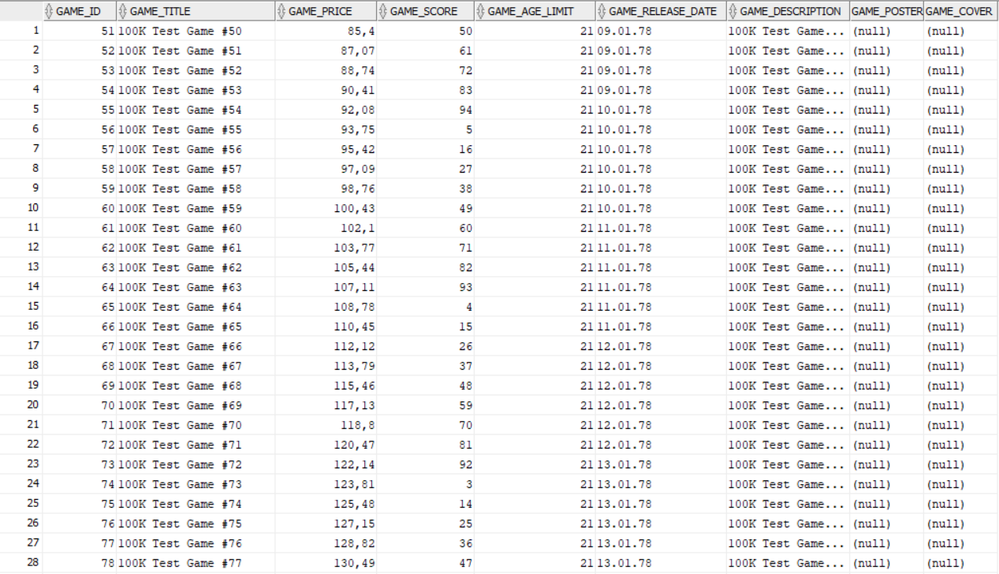 GAME_ID GAME_TITLE GAME_PRICE GAME_SCORE GAME_AGE_LIMIT GAME_RELEASE_DATE GAME_DESCRIPTION GAME_POSTER GAME_COVER
1 51 100K Test Game #50 85,4 50 21 09.01.78 100K Test Game... (null) (null)
2 52 100K Test Game #51 87,07 61 21 09.01.78 100K Test Game... (null) (null)
3 53 100K Test Game #52 88,74 72 21 09.01.78 100K Test Game... (null) (null)
4 54 100K Test Game #53 90,41 83 21 09.01.78 100K Test Game... (null) (null)
5 55 100K Test Game #54 92,08 94 21 10.01.78 100K Test Game... (null) (null)
6 56 100K Test Game #55 93,75 5 21 10.01.78 100K Test Game... (null) (null)
7 57 100K Test Game #56 95,42 16 21 10.01.78 100K Test Game... (null) (null)
8 58 100K Test Game #57 97,09 27 21 10.01.78 100K Test Game... (null) (null)
9 59 100K Test Game #58 98,76 38 21 10.01.78 100K Test Game... (null) (null)
10 60 100K Test Game #59 100,43 49 21 10.01.78 100K Test Game... (null) (null)
11 61 100K Test Game #60 102,1 60 21 11.01.78 100K Test Game... (null) (null)
12 62 100K Test Game #61 103,77 71 21 11.01.78 100K Test Game... (null) (null)
13 63 100K Test Game #62 105,44 82 21 11.01.78 100K Test Game... (null) (null)
14 64 100K Test Game #63 107,11 93 21 11.01.78 100K Test Game... (null) (null)
15 65 100K Test Game #64 108,78 4 21 11.01.78 100K Test Game... (null) (null)
16 66 100K Test Game #65 110,45 15 21 11.01.78 100K Test Game... (null) (null)
17 67 100K Test Game #66 112,12 26 21 12.01.78 100K Test Game... (null) (null)
18 68 100K Test Game #67 113,79 37 21 12.01.78 100K Test Game... (null) (null)
19 69 100K Test Game #68 115,46 48 21 12.01.78 100K Test Game... (null) (null)
20 70 100K Test Game #69 117,13 59 21 12.01.78 100K Test Game... (null) (null)
21 71 100K Test Game #70 118,8 70 21 12.01.78 100K Test Game... (null) (null)
22 72 100K Test Game #71 120,47 81 21 12.01.78 100K Test Game... (null) (null)
23 73 100K Test Game #72 122,14 92 21 13.01.78 100K Test Game... (null) (null)
24 74 100K Test Game #73 123,81 3 21 13.01.78 100K Test Game... (null) (null)
25 75 100K Test Game #74 125,48 14 21 13.01.78 100K Test Game... (null) (null)
26 76 100K Test Game #75 127,15 25 21 13.01.78 100K Test Game... (null) (null)
27 77 100K Test Game #76 128,82 36 21 13.01.78 100K Test Game... (null) (null)
28 78 100K Test Game #77 130,49 47 21 13.01.78 100K Test Game... (null) (null)